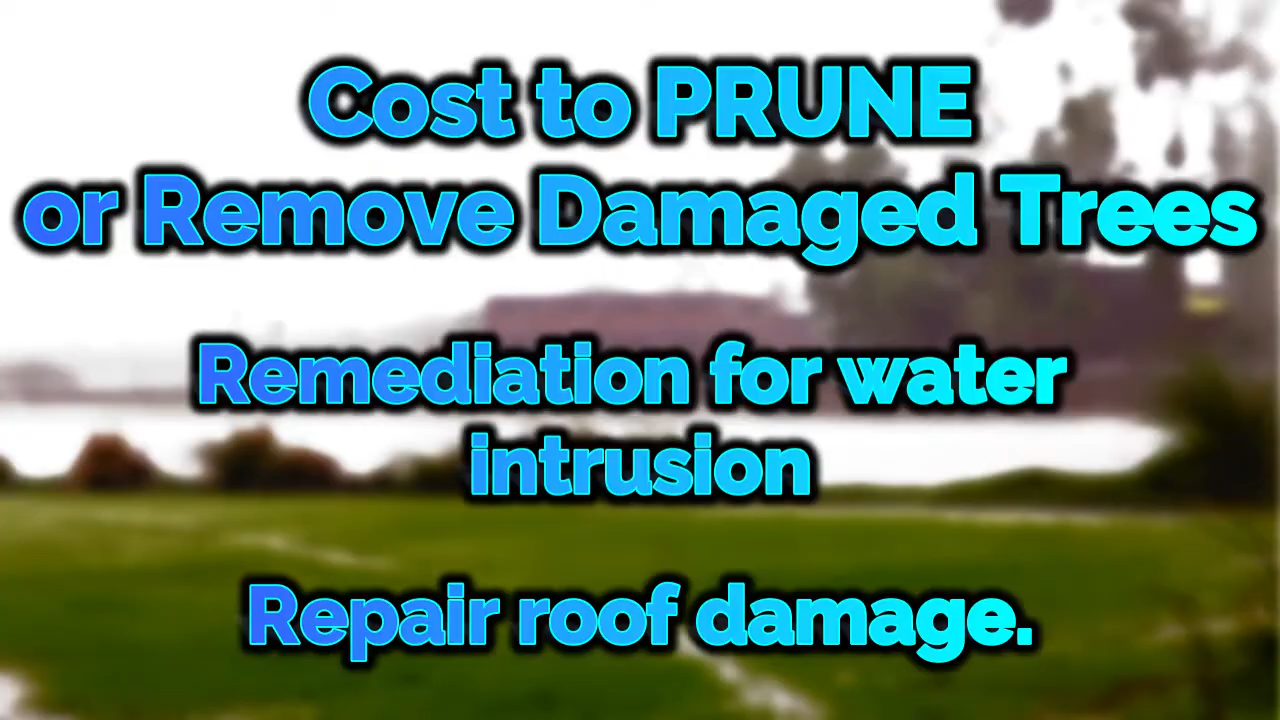 Cost to PRUNE
or Remove Damaged Trees
Remediation for water
intrusion
Repair roof damage.